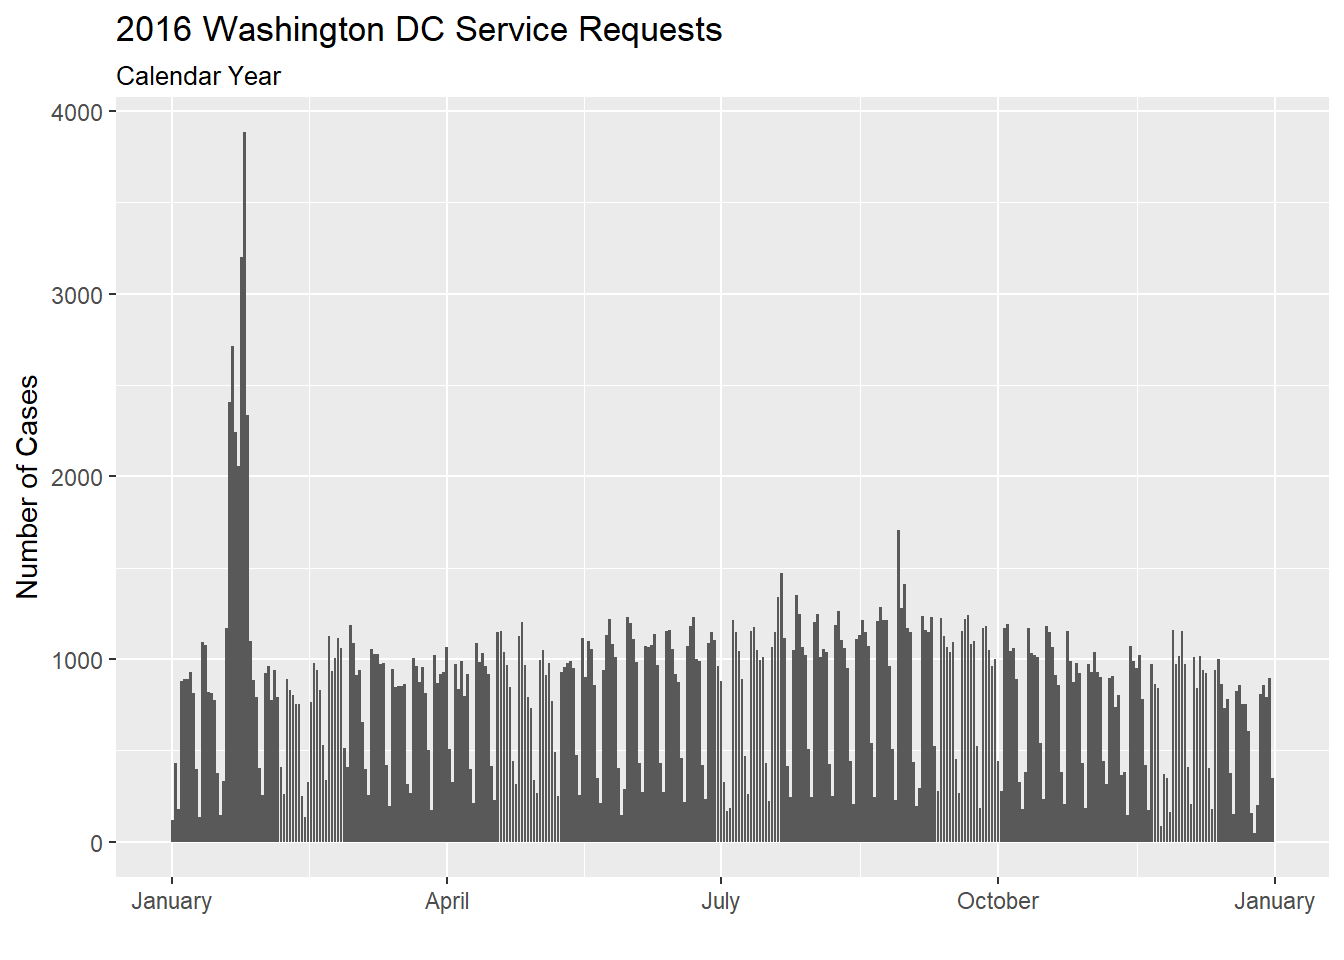 2016 Washington DC Service Requests
Calendar Year
4000
3000
2000
1000
0
Number of Cases
January April July October January